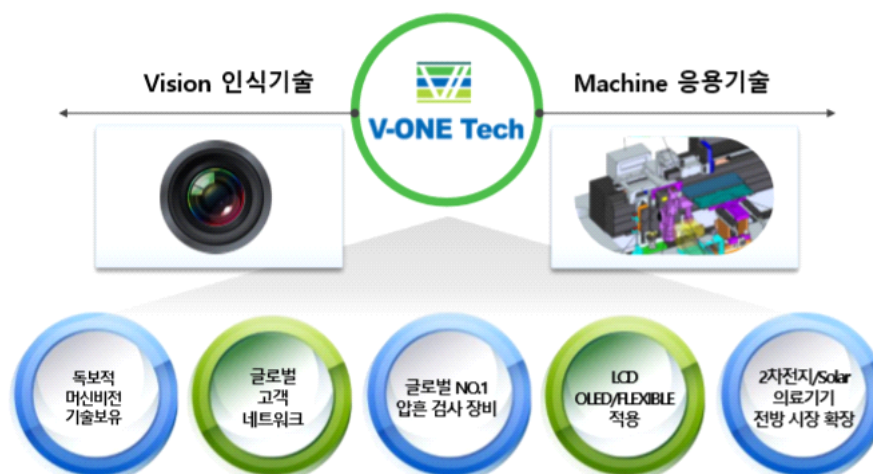 Vision 인식기술
V-ONE Tech
Machine 응용기술
독보적
머신비전
기술보유
글로벌
고객
네트워크
글로벌 NO.1
압흔 검사 장비
LCD
OLED/FLEXIBLE
적용
2차전지/Solar
의료기기
전방 시장 확장